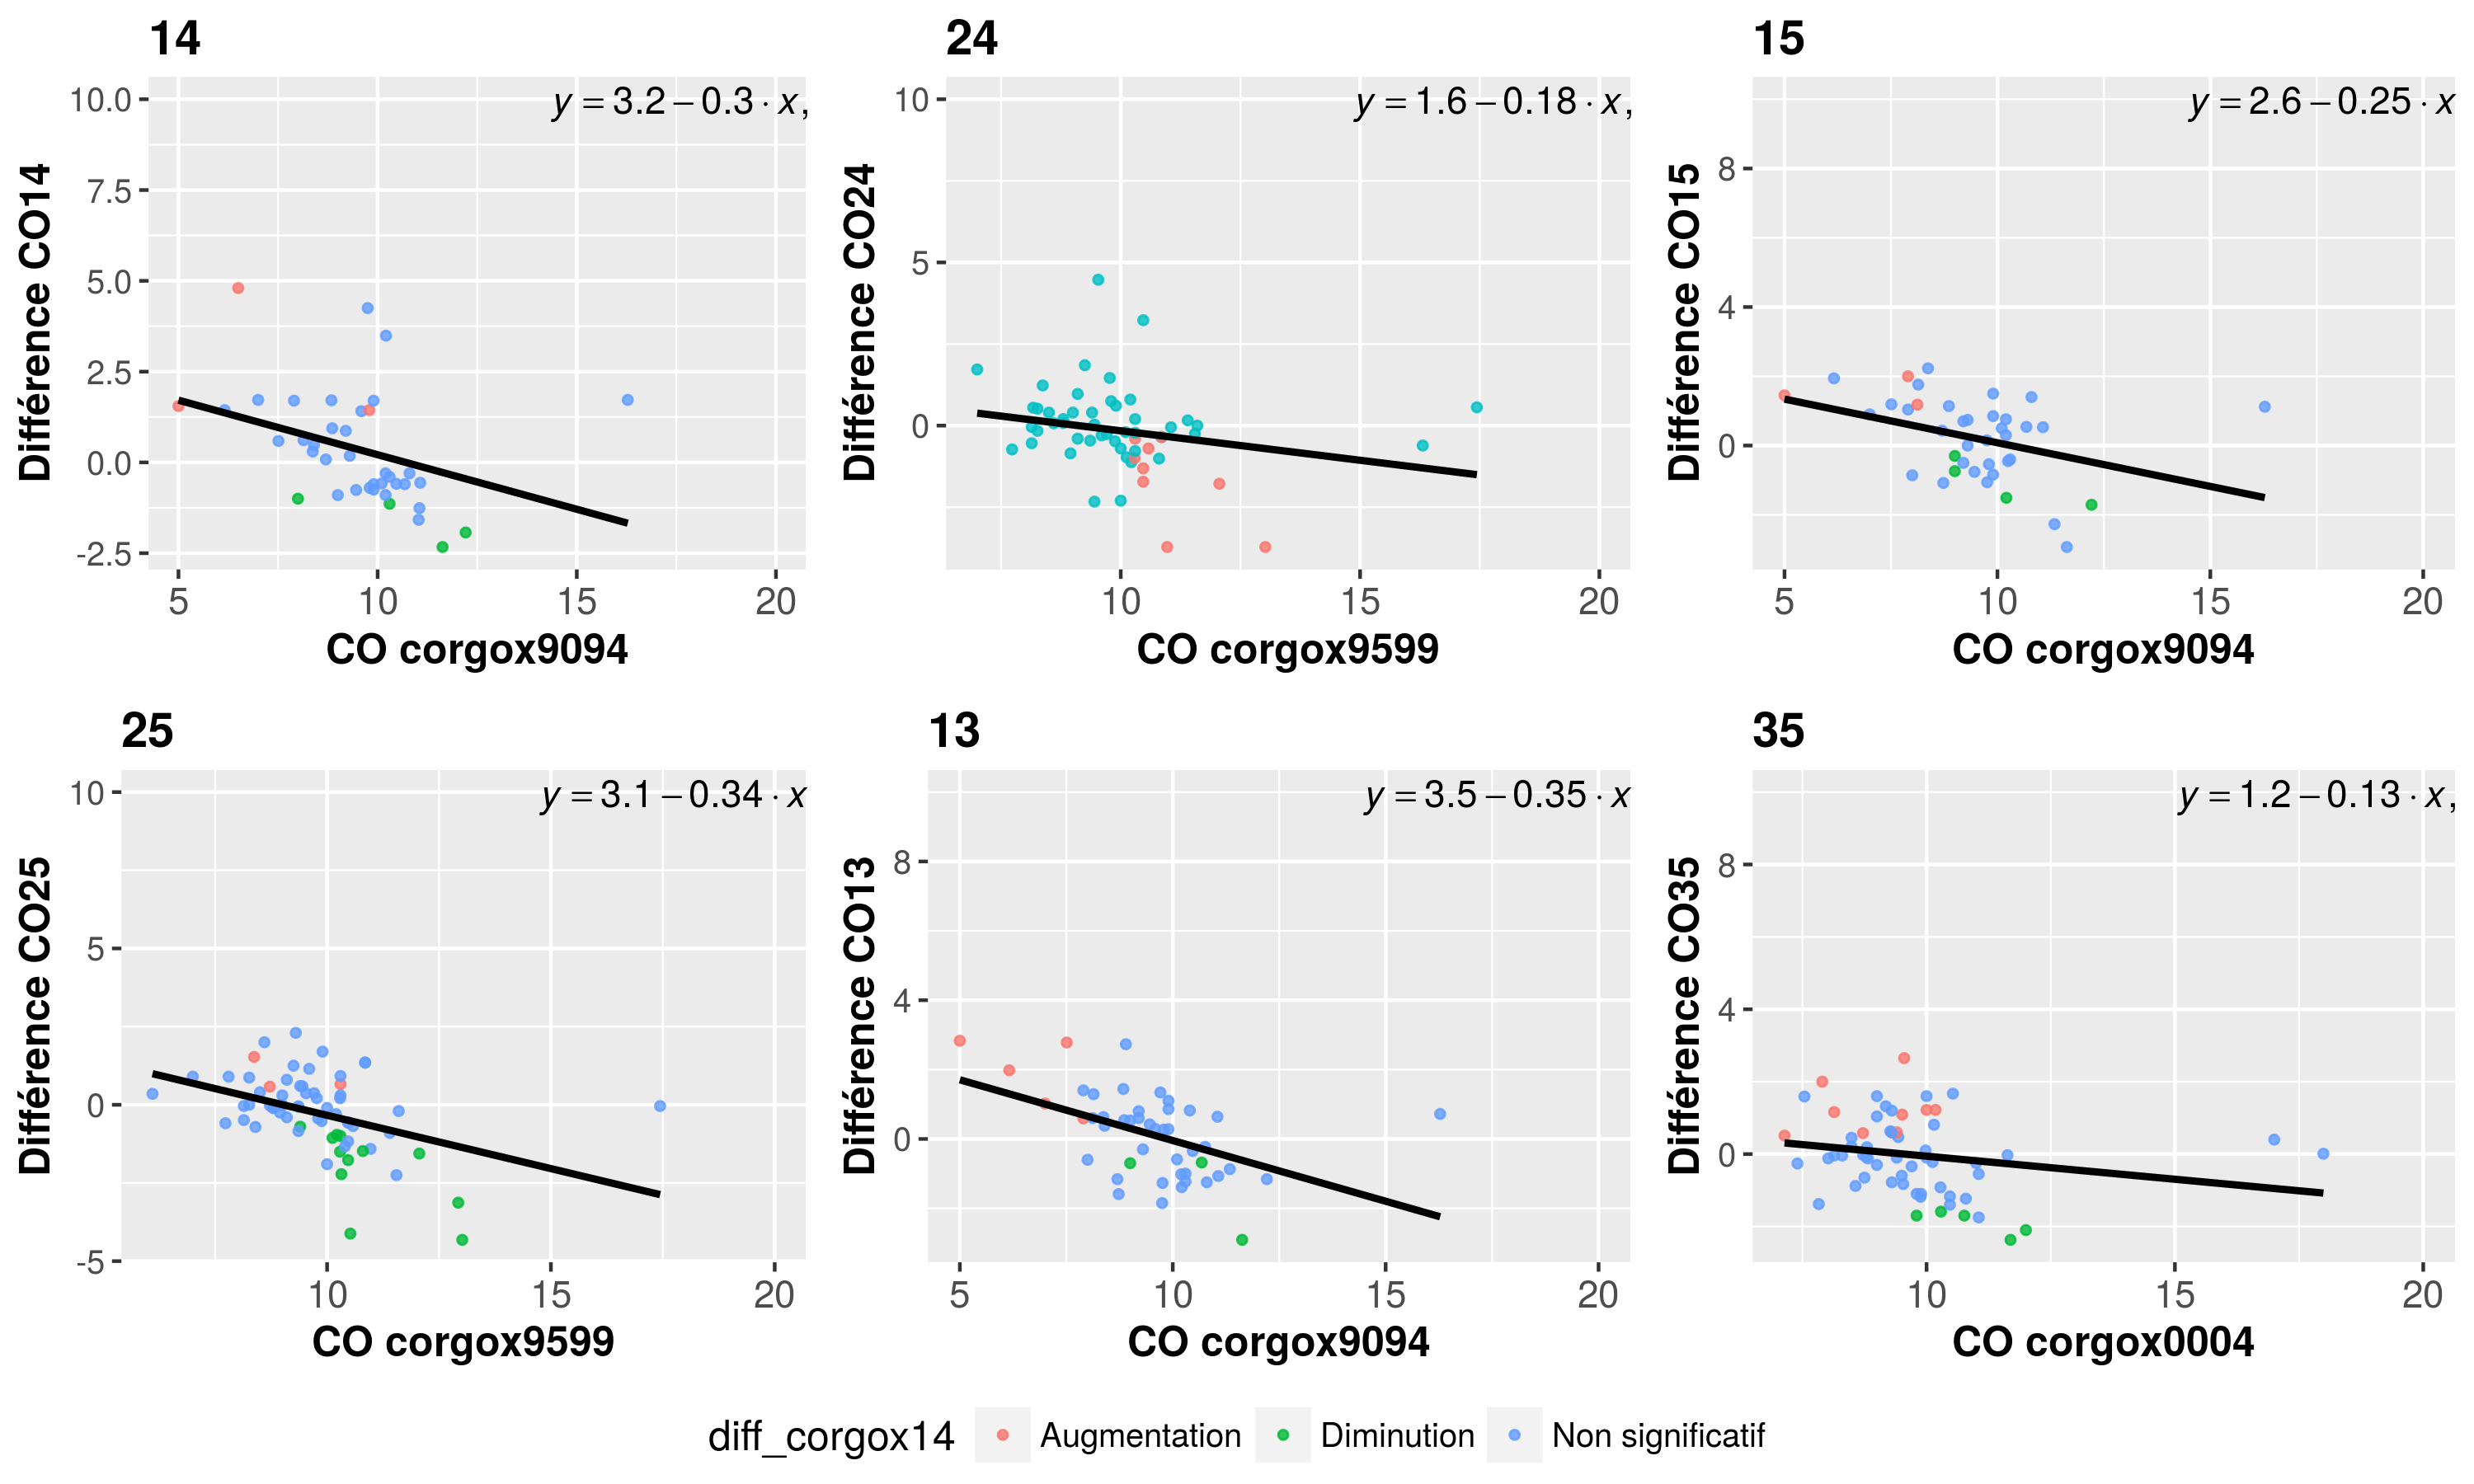 14
y = 3.2 − 0.3 · x,
10.0
7.5
5.0
2.5
0.0
-2.5
Différence CO14
5 10 15 20
CO corgox9094
24
y = 1.6 − 0.18 · x,
10
5
0
Différence CO24
10 15 20
CO corgox9599
15
y = 2.6 − 0.25 · x
8
4
0
Différence CO15
5 10 15 20
CO corgox9094
25
y = 3.1 − 0.34 · x
10
5
0
-5
Différence CO25
10 15 20
CO corgox9599
13
y = 3.5 − 0.35 · x
8
4
0
Différence CO13
5 10 15 20
CO corgox9094
35
y = 1.2 − 0.13 · x,
8
4
0
Différence CO35
10 15 20
CO corgox0004
diff_corgox14 Augmentation Diminution Non significatif